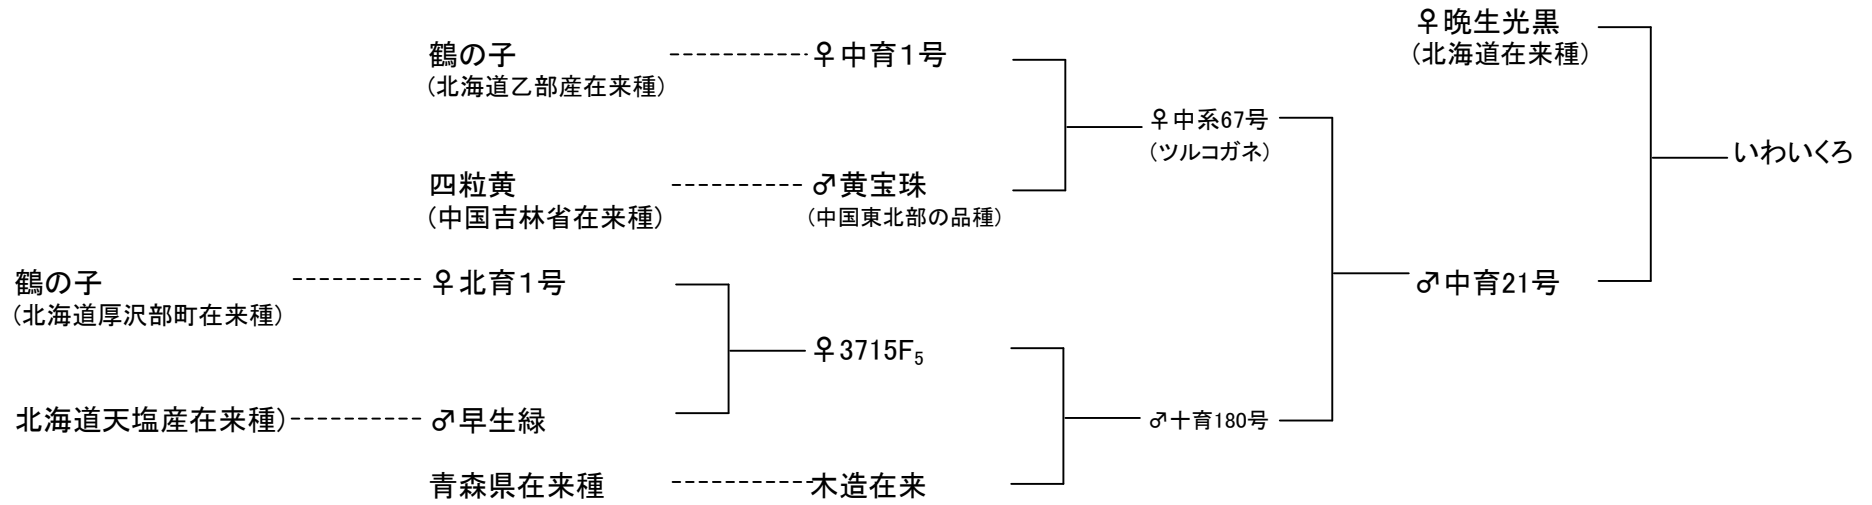 ♀晩生光黒
(北海道在来種)
鶴の子
(北海道乙部産在来種)
♀中育1号
♀中系67号
(ツルコガネ)
いわいくろ
四粒黄
(中国吉林省在来種)
♂黄宝珠
(中国東北部の品種)
鶴の子
(北海道厚沢部町在来種)
♀北育1号
♂中育21号
♀3715F₅
北海道天塩産在来種)
♂早生緑
♂十育180号
青森県在来種
木造在来